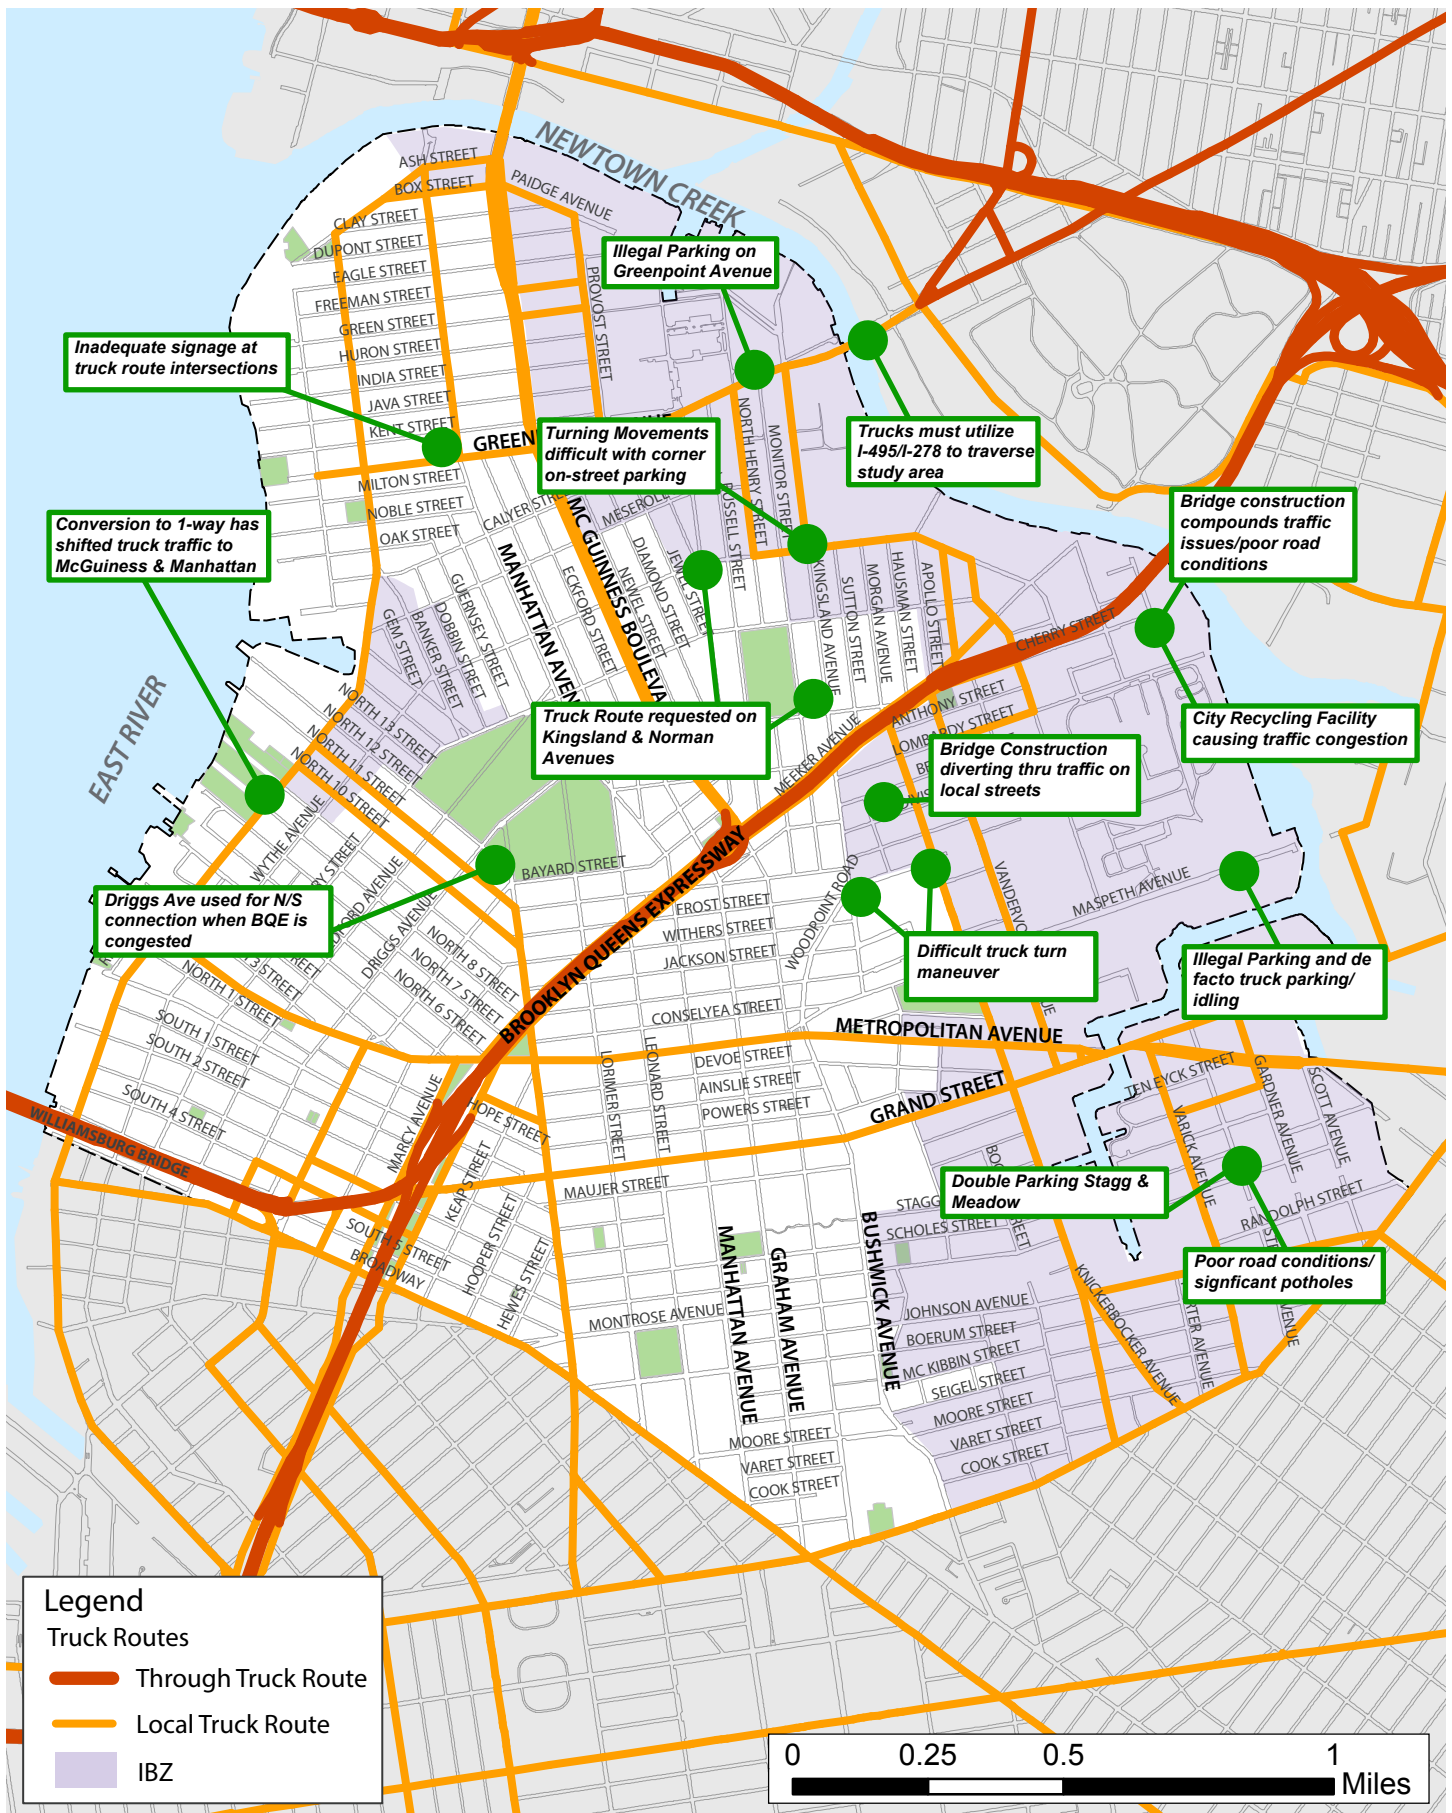 NEWTOWN CREEK
ASH STREET
BOX STREET
PAIDGE AVENUE
CLAY STREET
DUPONT STREET
EAGLE STREET
FREEMAN STREET
GREEN STREET
HURON STREET
INDIA STREET
JAVA STREET
KENT STREET
PROVOST STREET
Illegal Parking on
Greenpoint Avenue
Inadequate signage at
truck route intersections
Turning Movements
difficult with corner
on-street parking
Trucks must utilize
I-495/I-278 to traverse
study area
NORTH HENRY STREET
MONITOR STREET
MILTON STREET
NOBLE STREET
OAK STREET
CALYER
RUSSELL STREET
Conversion to 1-way has
shifted truck traffic to
McGuiness & Manhattan
Bridge construction
compounds traffic
issues/poor road
conditions
MC GUINNESS
DIAMOND STREET
JEWEL STREET
NEWEL STREET
ECKFORD STREET
MANHATTAN
GUERNSEY STREET
DOBBIN STREET
BANKER STREET
GEM STREET
KINGSLAND AVENUE
SUTTON STREET
MORGAN AVENUE
HAUSMAN STREET
APOLLO STREET
CHERRY STREET
EAST RIVER
NORTH 13 STREET
NORTH 12 STREET
NORTH 11 STREET
NORTH 10 STREET
Truck Route requested on
Kingsland & Norman
Avenues
MEEKER AVENUE
ANTHONY STREET
LOMBARDY STREET
City Recycling Facility
causing traffic congestion
Bridge Construction
diverting thru traffic on
local streets
WYTHE AVENUE
BAYARD STREET
BROOKLYN QUEENS EXPRESSWAY
Driggs Ave used for N/S
connection when BQE is
congested
DRIGGS AVENUE
NORTH 8 STREET
NORTH 7 STREET
NORTH 6 STREET
FROST STREET
WITHERS STREET
JACKSON STREET
WOODPOINT ROAD
MASPETH AVENUE
Difficult truck turn
maneuver
Illegal Parking and de
facto truck parking/
idling
NORTH 1 STREET
SOUTH 1 STREET
SOUTH 2 STREET
SOUTH 4 STREET
WILLIAMSBURG BRIDGE
CONSELYEA STREET
METROPOLITAN AVENUE
DEVOE STREET
AINSLIE STREET
POWERS STREET
GRAND STREET
LORIMER STREET
LEONARD STREET
MARCY AVENUE
HOPE STREET
KEAP STREET
TEN EYCK STREET
VARICK AVENUE
GARDNER AVENUE
SCOTT AVENUE
MAUJER STREET
Double Parking Stagg &
Meadow
SCHOLES STREET
RANDOLPH STREET
SOUTH 5 STREET
BROADWAY
HOOPER STREET
HEWES STREET
Poor road conditions/
signficant potholes
MONTROSE AVENUE
MANHATTAN AVENUE
GRAHAM AVENUE
BUSHWICK AVENUE
KNICKERBOCKER AVENUE
JOHNSON AVENUE
BOERUM STREET
MC KIBBIN STREET
SEIGEL STREET
MOORE STREET
VARET STREET
COOK STREET
MOORE STREET
VARET STREET
COOK STREET
Legend
Truck Routes
Through Truck Route
Local Truck Route
IBZ
0 0.25 0.5 1
Miles